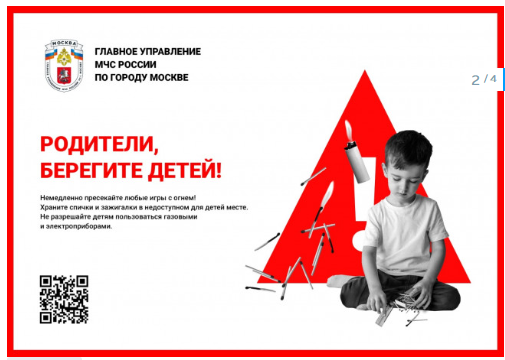 МОСКВА
ГЛАВНОЕ УПРАВЛЕНИЕ
МЧС РОССИИ
ПО ГОРОДУ МОСКВЕ
2 / 4
РОДИТЕЛИ,
БЕРЕГИТЕ ДЕТЕЙ!
Немедленно пресекайте любые игры с огнем!
Храните спички и зажигалки в недоступном для детей месте.
Не разрешайте детям пользоваться газовыми
и электроприборами.